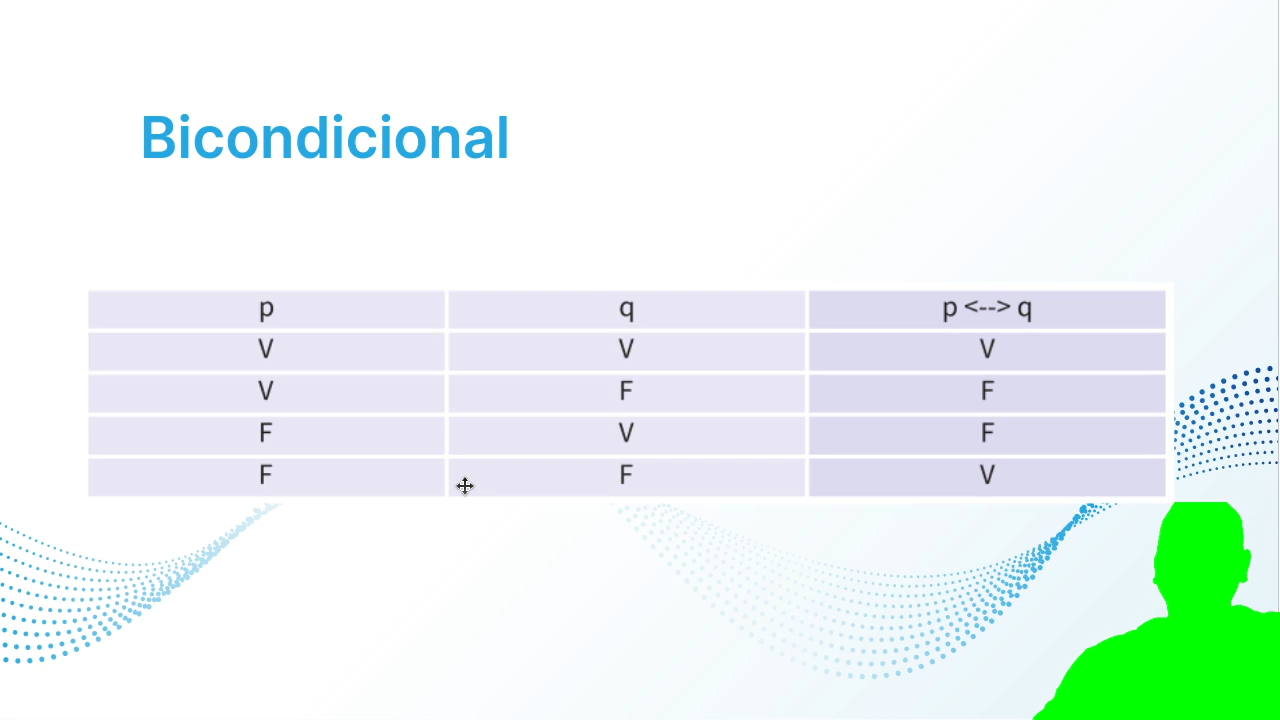 Bicondicional
p q p <--> q
V V V
V F F
F V F
F F V